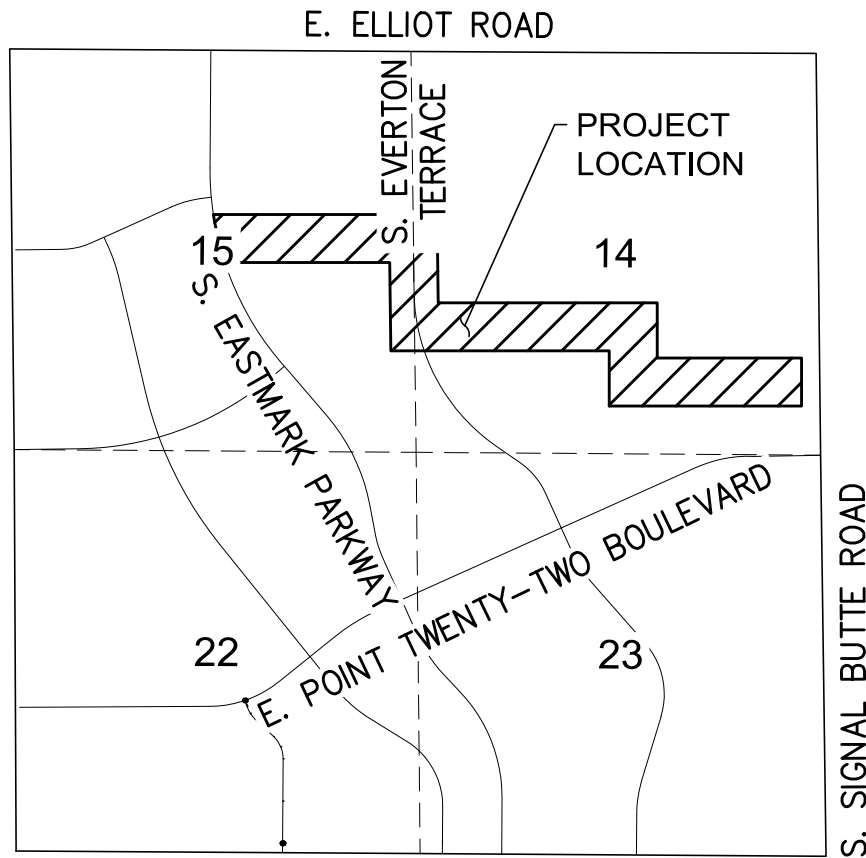 E. ELLIOT ROAD
S. EVERTON
TERRACE
PROJECT
LOCATION
15
14
S. EASTMARK PARKWAY
22
23
E. POINT TWENTY-TWO BOULEVARD
S. SIGNAL BUTTE ROAD